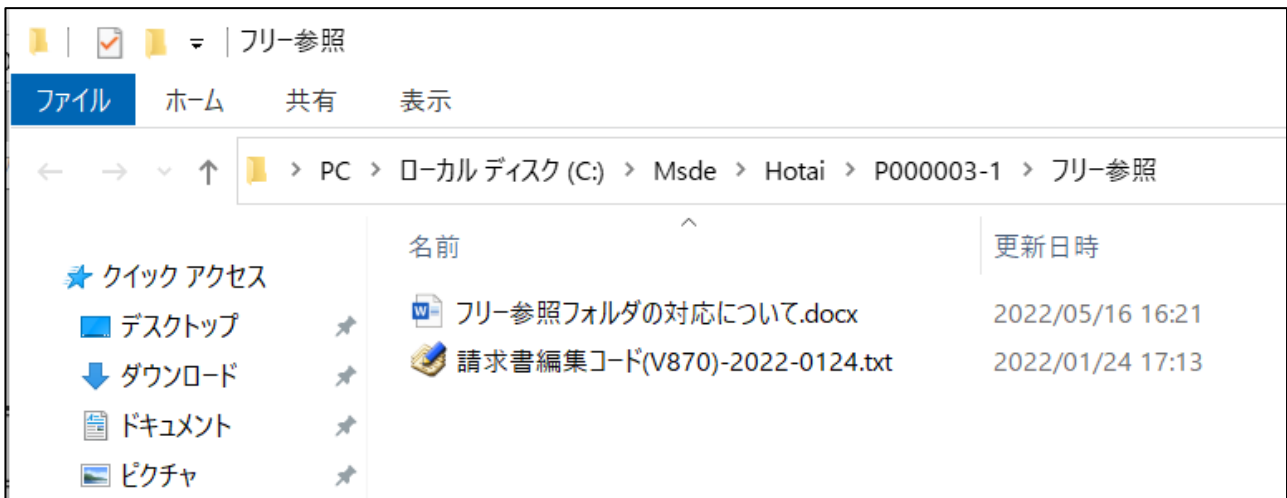 フリー参照
ファイル ホーム 共有 表示
PC > ローカル ディスク (C:) > Msde > Hotai > P000003-1 > フリー参照
名前 更新日時
クイック アクセス
フリー参照フォルダの対応について.docx 2022/05/16 16:21
デスクトップ
請求書編集コード(V870)-2022-0124.txt 2022/01/24 17:13
ダウンロード
ドキュメント
ピクチャ